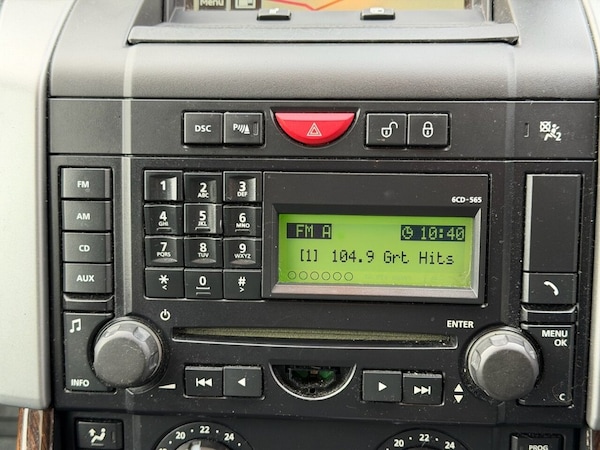 Menu
DSC
P
2
FM
AM
CD
AUX
INFO
1 2 ABC 3 DEF
4 GHI 5 JKL 6 MNO
7 PQRS 8 TUV 9 WXYZ
* 0 # >
6CD-565
FM A 10:40
[1] 104.9 Grt Hits
ENTER
MENU
OK
C
20 22 24
20 22 24
PROG